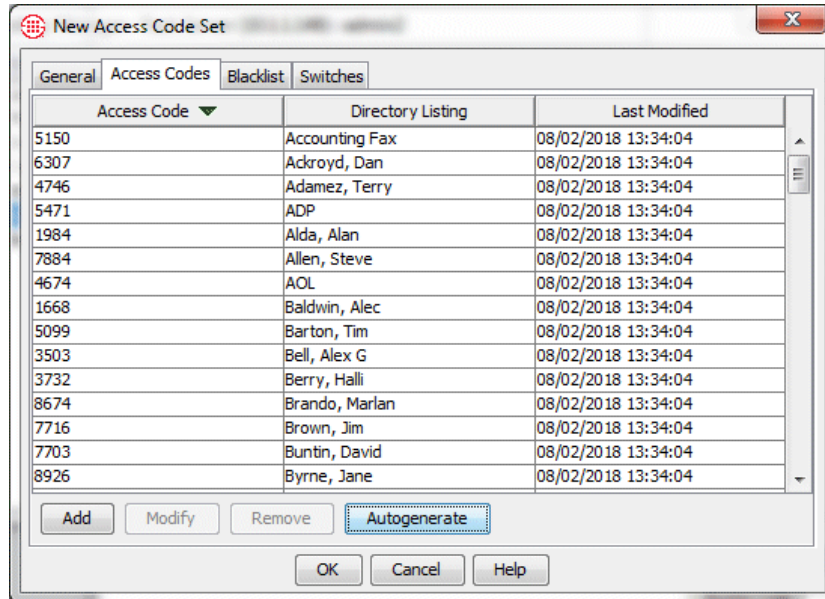 New Access Code Set
General Access Codes Blacklist Switches
Access Code Directory Listing Last Modified
5150 Accounting Fax 08/02/2018 13:34:04
6307 Ackroyd, Dan 08/02/2018 13:34:04
4746 Adamez, Terry 08/02/2018 13:34:04
5471 ADP 08/02/2018 13:34:04
1984 Alda, Alan 08/02/2018 13:34:04
7884 Allen, Steve 08/02/2018 13:34:04
4674 AOL 08/02/2018 13:34:04
1668 Baldwin, Alec 08/02/2018 13:34:04
5099 Barton, Tim 08/02/2018 13:34:04
3503 Bell, Alex G 08/02/2018 13:34:04
3732 Berry, Halli 08/02/2018 13:34:04
8674 Brando, Marlan 08/02/2018 13:34:04
7716 Brown, Jim 08/02/2018 13:34:04
7703 Buntin, David 08/02/2018 13:34:04
8926 Byrne, Jane 08/02/2018 13:34:04
Add Modify Remove Autogenerate
OK Cancel Help